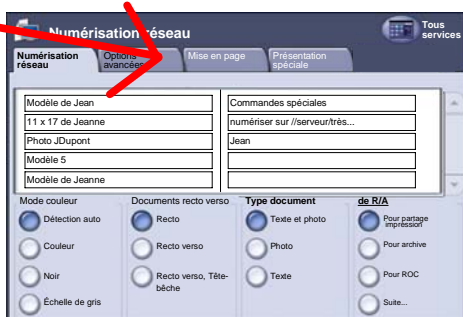 Numérisation réseau
Tous
services
Numérisation
réseau
Options
avancées
Mise en page
Présentation
spéciale
Modèle de Jean
Commandes spéciales
11 x 17 de Jeanne
numériser sur //serveur/très...
Photo JDupont
Jean
Modèle 5
Modèle de Jeanne
Mode couleur
Documents recto verso
Type document
de R/A
Détection auto
Recto
Texte et photo
Pour partage
impression
Couleur
Recto verso
Photo
Pour archive
Noir
Recto verso, Tête-
bêche
Texte
Pour ROC
Échelle de gris
Suite...